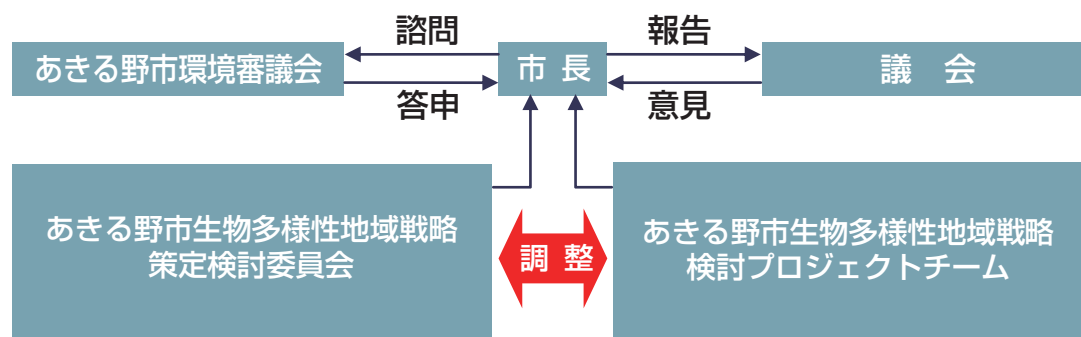 諮問
報告
あきる野市環境審議会
市 長
議　会
答申
意見
あきる野市生物多様性地域戦略
策定検討委員会
調 整
あきる野市生物多様性地域戦略
検討プロジェクトチーム